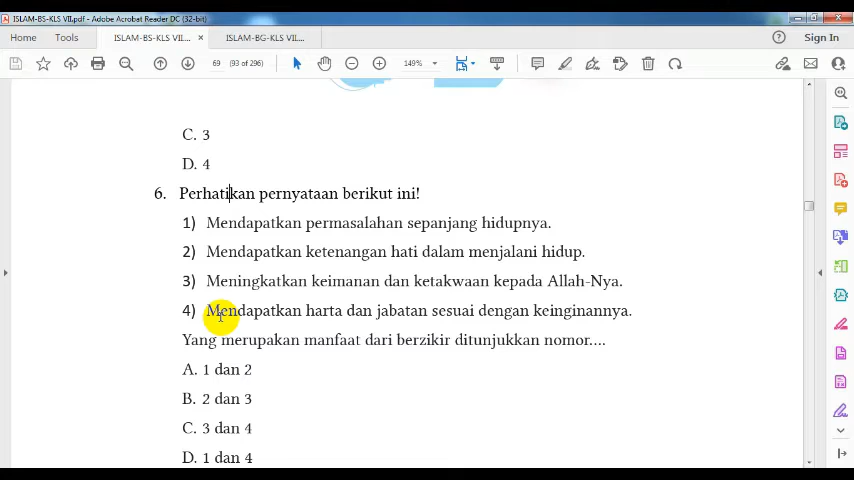 ISLAM-BS-KLS VII.pdf - Adobe Acrobat Reader DC (32-bit)
Home Tools ISLAM-BS-KLS VII... × ISLAM-BG-KLS VII... Sign In
69 (93 of 296) 149%
C. 3
D. 4
6. Perhatikan pernyataan berikut ini!
1) Mendapatkan permasalahan sepanjang hidupnya.
2) Mendapatkan ketenangan hati dalam menjalani hidup.
3) Meningkatkan keimanan dan ketakwaan kepada Allah-Nya.
4) Mendapatkan harta dan jabatan sesuai dengan keinginannya.
Yang merupakan manfaat dari berzikir ditunjukkan nomor....
A. 1 dan 2
B. 2 dan 3
C. 3 dan 4
D. 1 dan 4